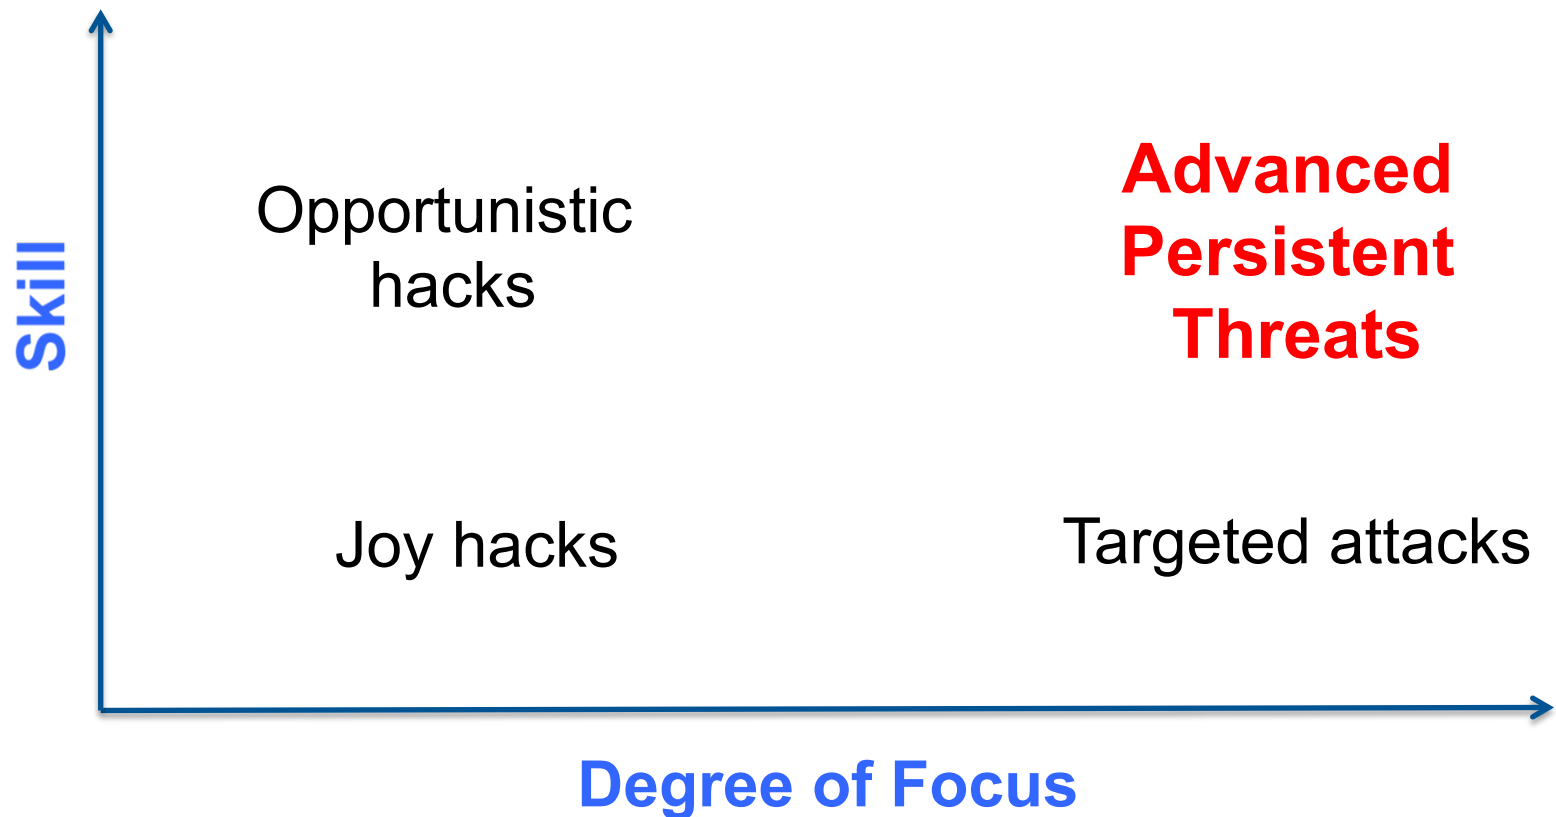 Skill
Opportunistic
hacks
Advanced
Persistent
Threats
Joy hacks
Targeted attacks
Degree of Focus